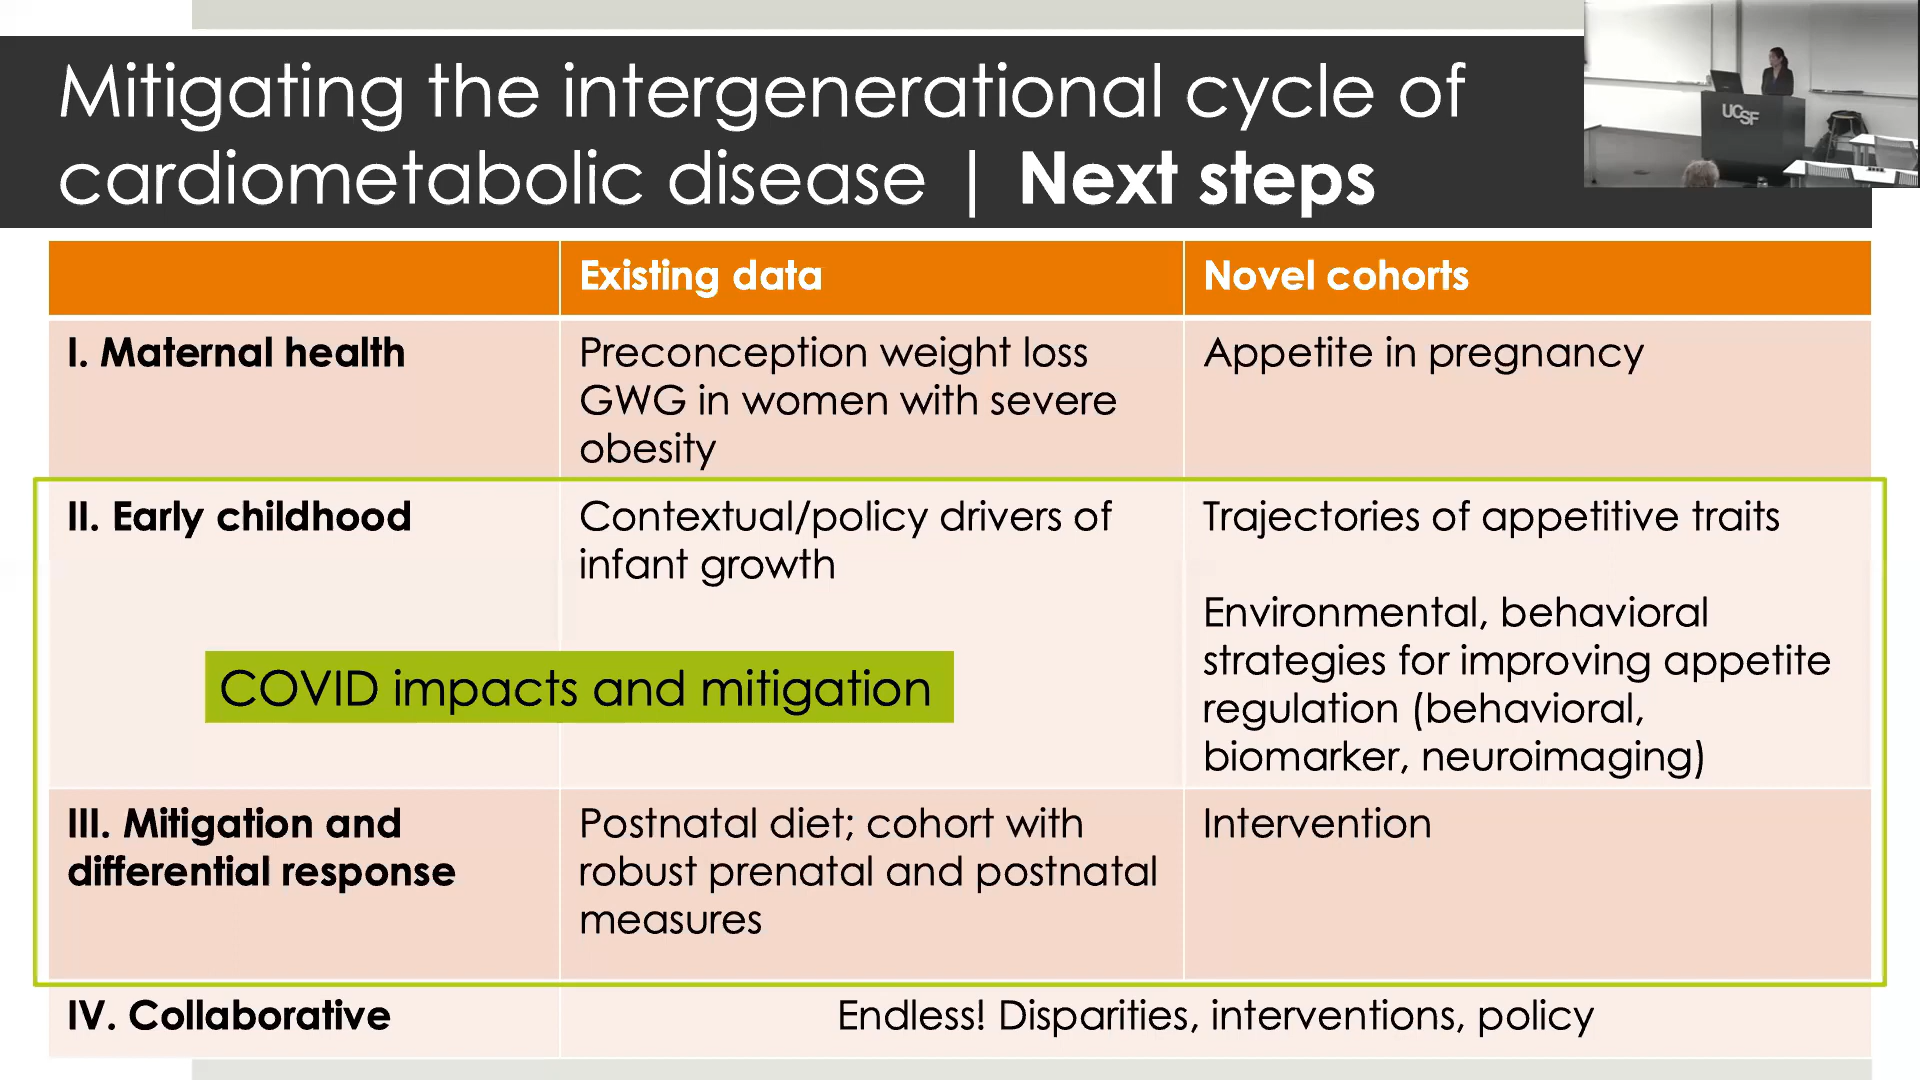 Mitigating the intergenerational cycle of
cardiometabolic disease | Next steps
UCSF
Existing data
Novel cohorts
I. Maternal health
Preconception weight loss
GWG in women with severe
obesity
Appetite in pregnancy
II. Early childhood
Contextual/policy drivers of
infant growth
Trajectories of appetitive traits
Environmental, behavioral
strategies for improving appetite
regulation (behavioral,
biomarker, neuroimaging)
COVID impacts and mitigation
III. Mitigation and
differential response
Postnatal diet; cohort with
robust prenatal and postnatal
measures
Intervention
IV. Collaborative
Endless! Disparities, interventions, policy